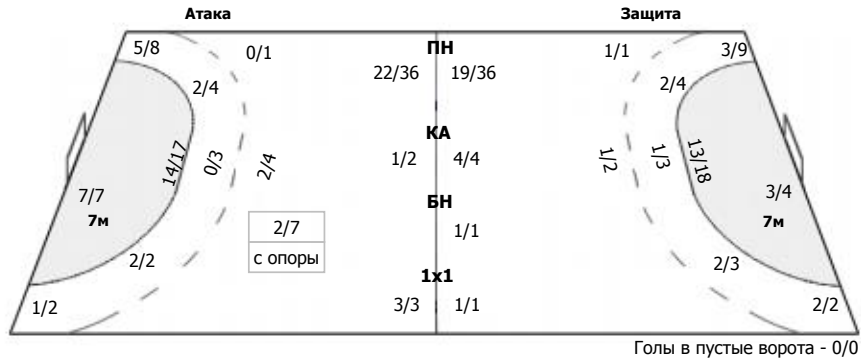 Атака Защита
5/8 0/1 ПН 1/1 3/9
2/4 22/36 19/36 2/4
КА
14/17 0/3 2/4 1/2 4/4 1/2 1/3 13/18
7/7 БН 3/4
7м 2/7 1/1 7м
2/2 с опоры 2/3
1x1
1/2 3/3 1/1 2/2
Голы в пустые ворота - 0/0